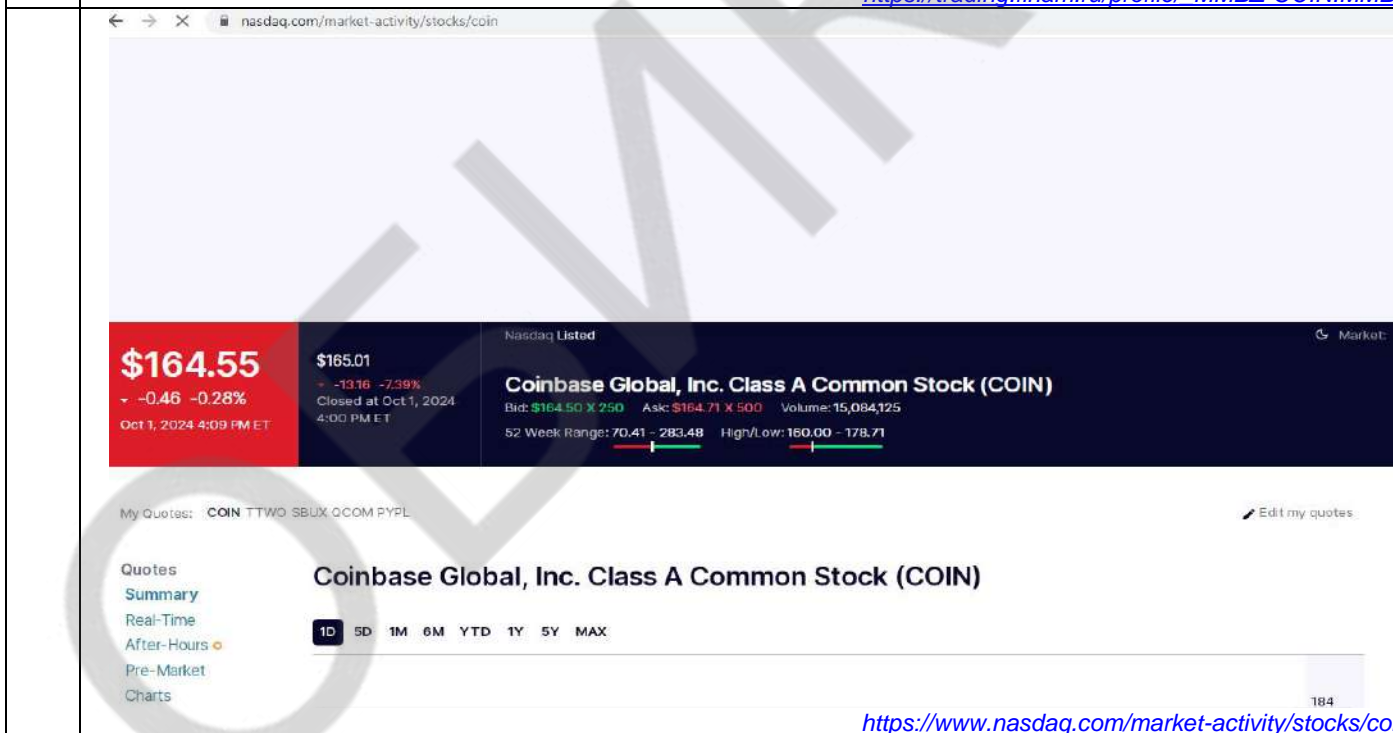 nasdaq.com/market-activity/stocks/coin
Nasdaq Listed
Market:
$164.55
-0.46 -0.28%
Oct 1, 2024 4:09 PM ET
$165.01
-13.16 -7.39%
Closed at Oct 1, 2024
4:00 PM ET
Coinbase Global, Inc. Class A Common Stock (COIN)
Bid: $164.50 X 250 Ask: $164.71 X 500 Volume: 15,084,125
52 Week Range: 70.41 - 283.48 High/Low: 160.00 - 178.71
My Quotes: COIN TTWO SBUX QCOM PYPL
Edit my quotes
Quotes
Summary
Real-Time
After-Hours
Pre-Market
Charts
Coinbase Global, Inc. Class A Common Stock (COIN)
1D 5D 1M 6M YTD 1Y 5Y MAX
184
https://www.nasdaq.com/market-activity/stocks/co